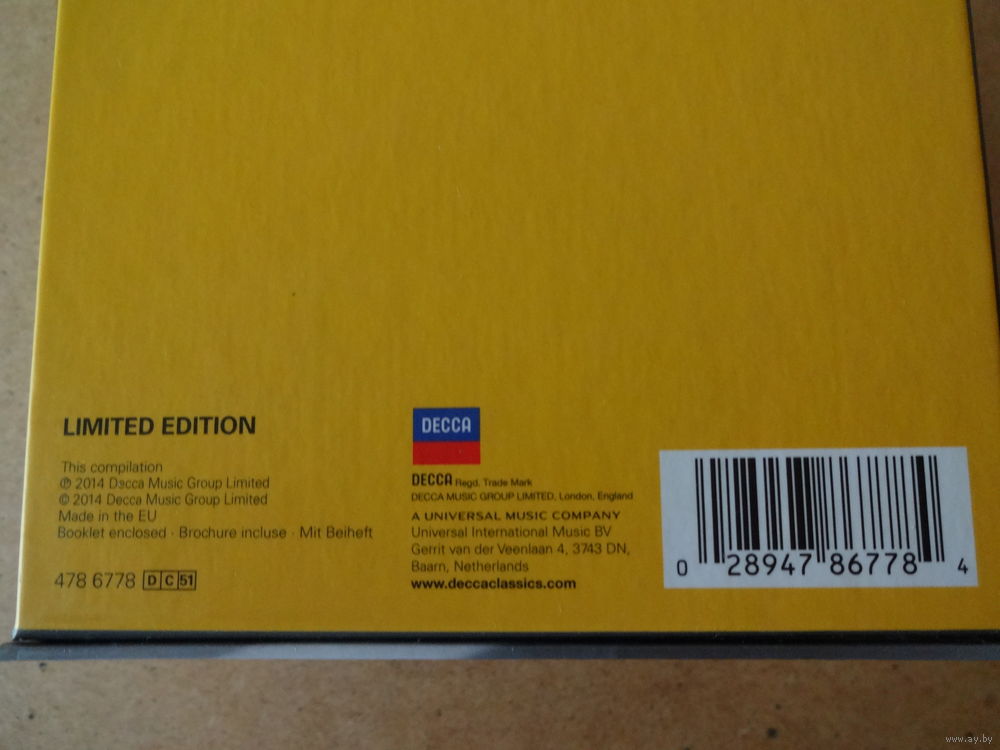 LIMITED EDITION
This compilation
℗ 2014 Decca Music Group Limited
© 2014 Decca Music Group Limited
Made in the EU
Booklet enclosed · Brochure incluse · Mit Beiheft
478 6778 D C 51
DECCA
DECCA Regd. Trade Mark
DECCA MUSIC GROUP LIMITED, London, England
A UNIVERSAL MUSIC COMPANY
Universal International Music BV
Gerrit van der Veenlaan 4, 3743 DN,
Baarn, Netherlands
www.deccaclassics.com
0 28947 86778 4
www.ay.by